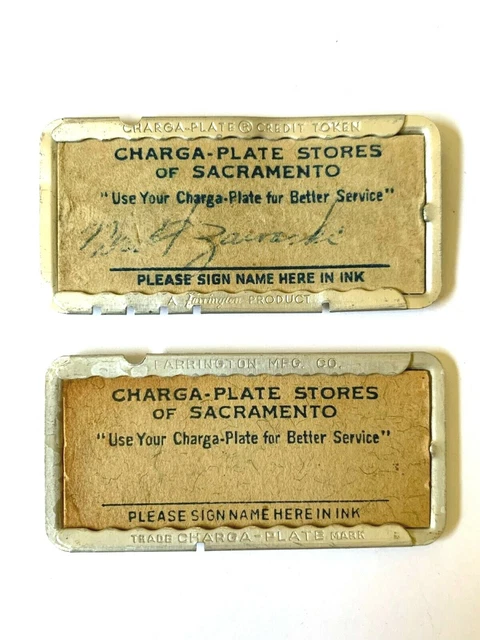 CHARGA-PLATE ® CREDIT TOKEN
CHARGA-PLATE STORES
OF SACRAMENTO
"Use Your Charga-Plate for Better Service"
PLEASE SIGN NAME HERE IN INK
A Farrington PRODUCT
FARRINGTON MFG. CO.
CHARGA-PLATE STORES
OF SACRAMENTO
"Use Your Charga-Plate for Better Service"
PLEASE SIGN NAME HERE IN INK
TRADE CHARGA-PLATE MARK